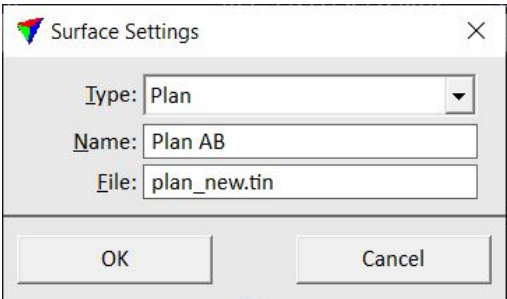 Surface Settings
Type: Plan
Name: Plan AB
File: plan_new.tin
OK Cancel